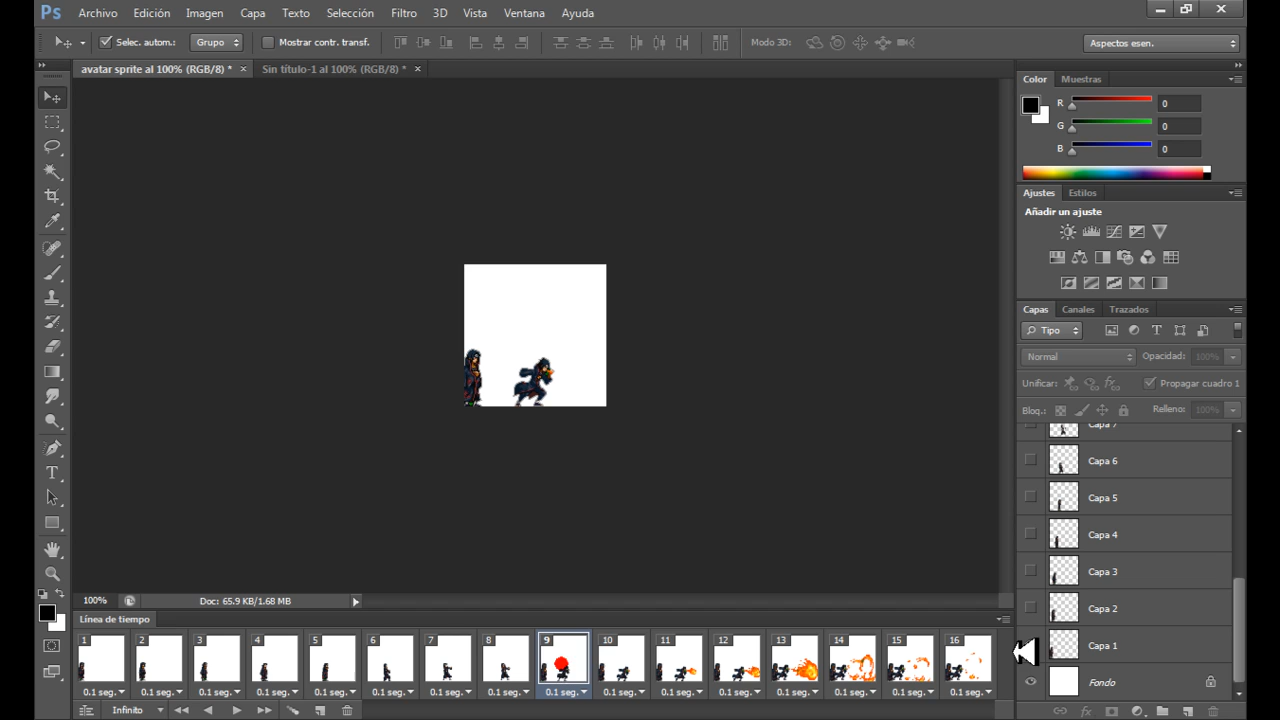 Ps Archivo Edición Imagen Capa Texto Selección Filtro 3D Vista Ventana Ayuda
Selec. autom.: Grupo Mostrar contr. transf. Modo 3D: Aspectos esen.
avatar sprite al 100% (RGB/8) * × Sin título-1 al 100% (RGB/8) * ×
Color Muestras
R 0
G 0
B 0
Ajustes Estilos
Añadir un ajuste
Capas Canales Trazados
Tipo
Normal Opacidad: 100%
Unificar: Propagar cuadro 1
Bloq.: Relleno: 100%
Capa 7
Capa 6
Capa 5
Capa 4
Capa 3
Capa 2
Capa 1
Fondo
100% Doc: 65.9 KB/1.68 MB
Línea de tiempo
1 2 3 4 5 6 7 8 9 10 11 12 13 14 15 16
0.1 seg. 0.1 seg. 0.1 seg. 0.1 seg. 0.1 seg. 0.1 seg. 0.1 seg. 0.1 seg. 0.1 seg. 0.1 seg. 0.1 seg. 0.1 seg. 0.1 seg. 0.1 seg. 0.1 seg. 0.1 seg.
Infinito